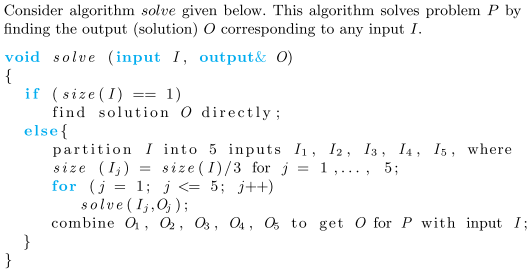 Consider algorithm solve given below. This algorithm solves problem P by
finding the output (solution) O corresponding to any input I.
void solve (input I, output& O)
{
if (size(I) == 1)
find solution O directly;
else{
partition I into 5 inputs I1, I2, I3, I4, I5, where
size (Ij) = size(I)/3 for j = 1,..., 5;
for (j = 1; j <= 5; j++)
solve(Ij,Oj);
combine O1, O2, O3, O4, O5 to get O for P with input I;
}
}